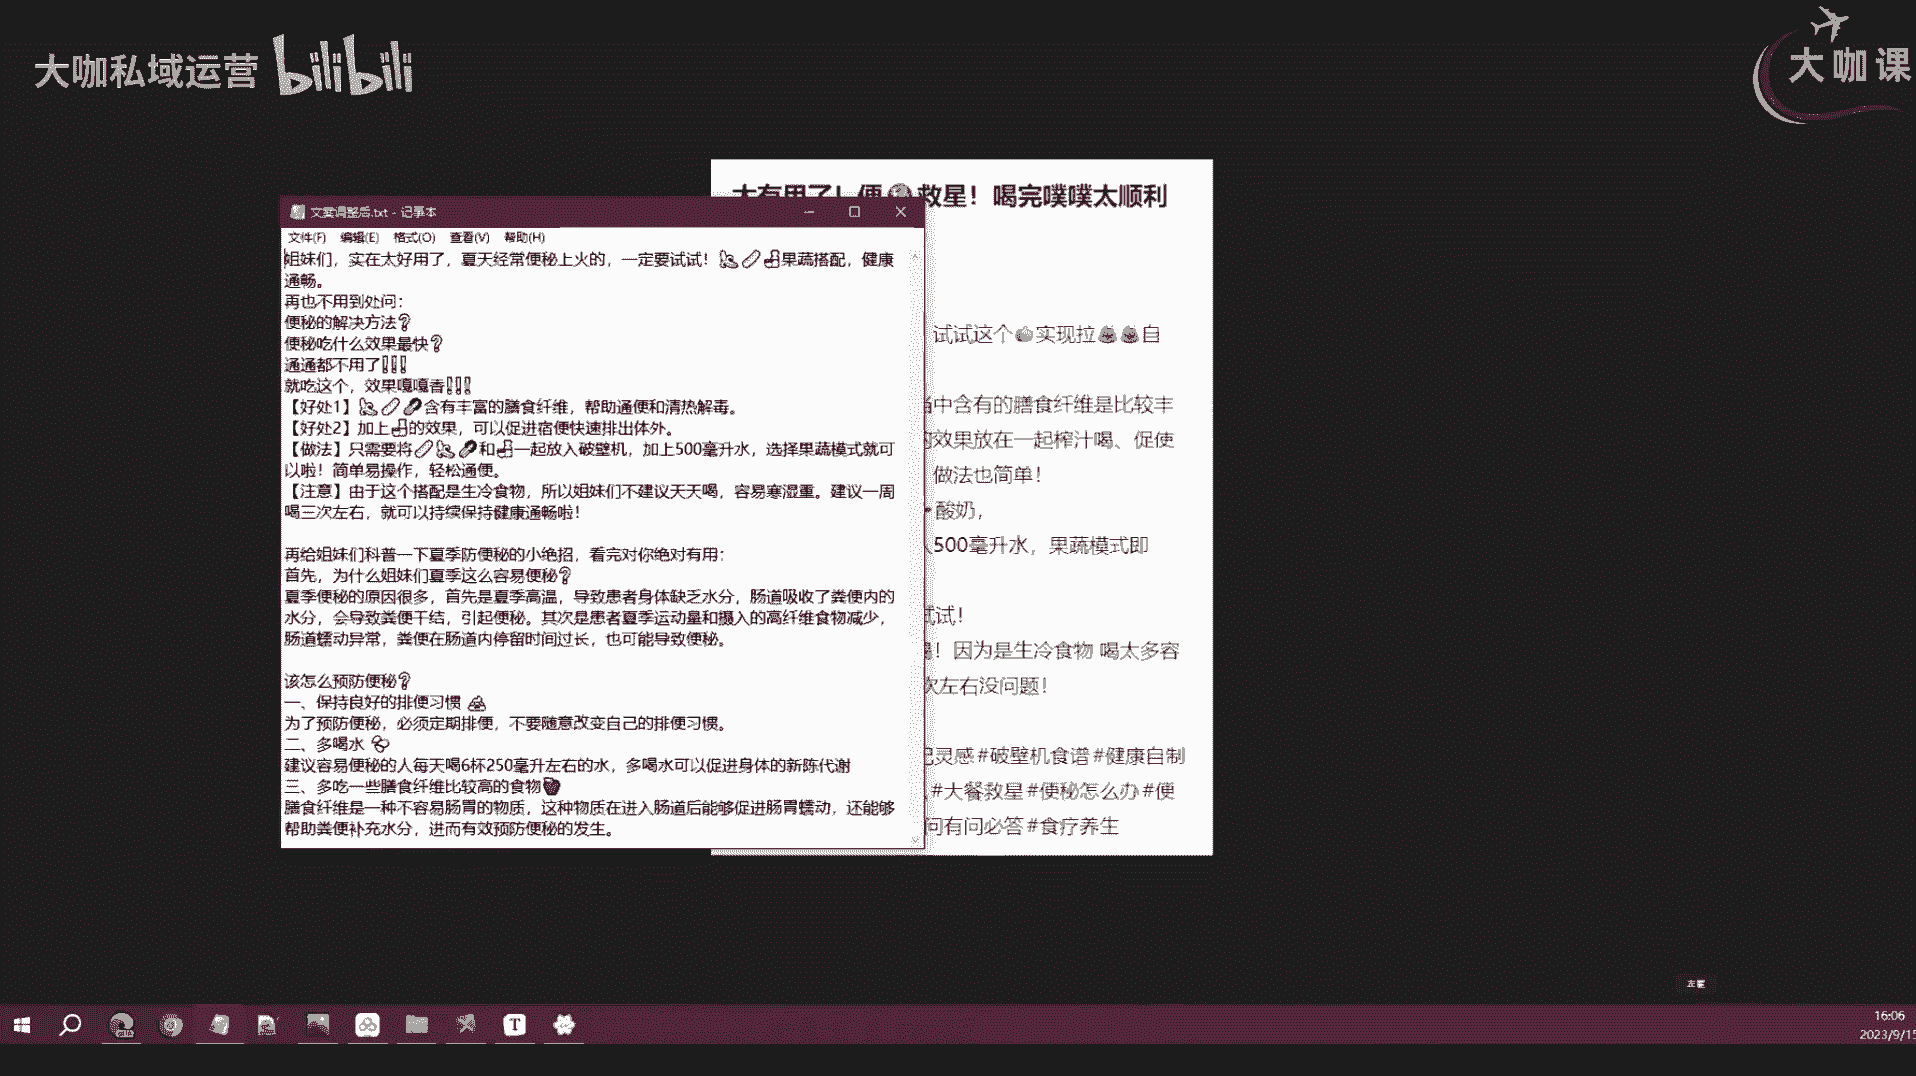 大咖私域运营 bilibili
大咖课
太有用了！便救星！喝完噗噗太顺利
文案调整后.txt - 记事本
文件(F) 编辑(E) 格式(O) 查看(V) 帮助(H)
姐妹们，实在太好用了，夏天经常便秘上火的，一定要试试！果蔬搭配，健康
通畅。
再也不用到处问：
便秘的解决方法❓
便秘吃什么效果最快❓
通通都不用了❗❗❗
就吃这个，效果嘎嘎香❗❗❗
【好处1】含有丰富的膳食纤维，帮助通便和清热解毒。
【好处2】加上的效果，可以促进宿便快速排出体外。
【做法】只需要将和一起放入破壁机，加上500毫升水，选择果蔬模式就可
以啦！简单易操作，轻松通便。
【注意】由于这个搭配是生冷食物，所以姐妹们不建议天天喝，容易寒湿重。建议一周
喝三次左右，就可以持续保持健康通畅啦！
再给姐妹们科普一下夏季防便秘的小绝招，看完对你绝对有用：
首先，为什么姐妹们夏季这么容易便秘❓
夏季便秘的原因很多，首先是夏季高温，导致患者身体缺乏水分，肠道吸收了粪便内的
水分，会导致粪便干结，引起便秘。其次是患者夏季运动量和摄入的高纤维食物减少，
肠道蠕动异常，粪便在肠道内停留时间过长，也可能导致便秘。
该怎么预防便秘❓
一、保持良好的排便习惯
为了预防便秘，必须定期排便，不要随意改变自己的排便习惯。
二、多喝水
建议容易便秘的人每天喝6杯250毫升左右的水，多喝水可以促进身体的新陈代谢
三、多吃一些膳食纤维比较高的食物
膳食纤维是一种不容易肠胃的物质，这种物质在进入肠道后能够促进肠胃蠕动，还能够
帮助粪便补充水分，进而有效预防便秘的发生。
试试这个实现拉自
当中含有的膳食纤维是比较丰
的效果放在一起榨汁喝、促使
做法也简单！
酸奶，
入500毫升水，果蔬模式即
试试！
喝！因为是生冷食物 喝太多容
次左右没问题！
配灵感#破壁机食谱#健康自制
#大餐救星#便秘怎么办#便
问有问必答#食疗养生
16:06
2023/9/15